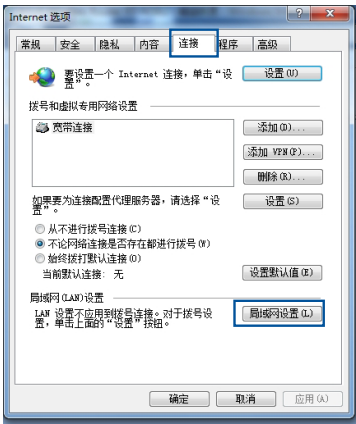 Internet 选项
常规 安全 隐私 内容 连接 程序 高级
要设置一个 Internet 连接，单击“设置”。
设置(U)
拨号和虚拟专用网络设置
宽带连接
添加(D)...
添加 VPN(P)...
删除(R)...
如果要为连接配置代理服务器，请选择“设置”。
设置(S)
从不进行拨号连接(C)
不论网络连接是否存在都进行拨号(W)
始终拨打默认连接(O)
当前默认连接: 无
设置默认值(E)
局域网(LAN)设置
LAN 设置不应用到拨号连接。对于拨号设置，单击上面的“设置”按钮。
局域网设置(L)
确定 取消 应用(A)